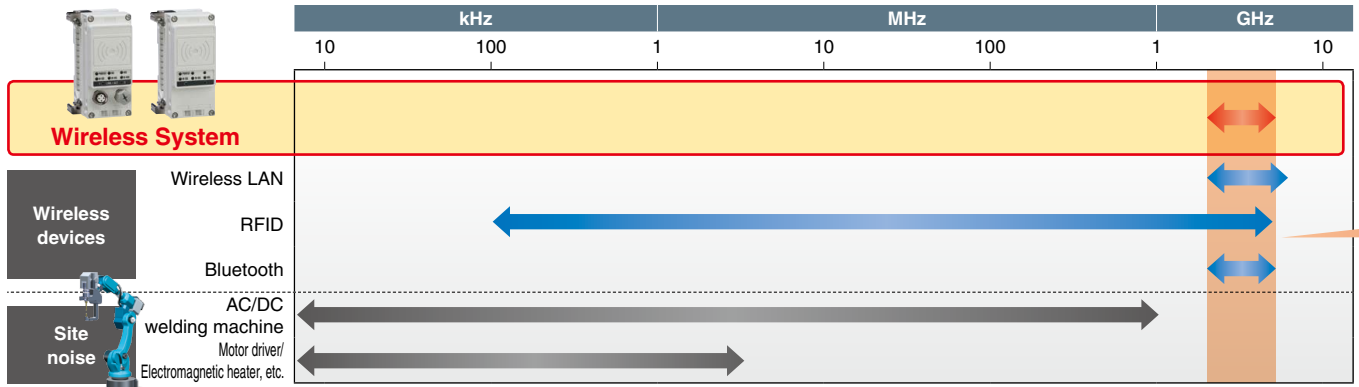 kHz MHz GHz
10 100 1 10 100 1 10
Wireless System
Wireless LAN
Wireless
devices
RFID
Bluetooth
AC/DC
welding machine
Site
noise
Motor driver/
Electromagnetic heater, etc.